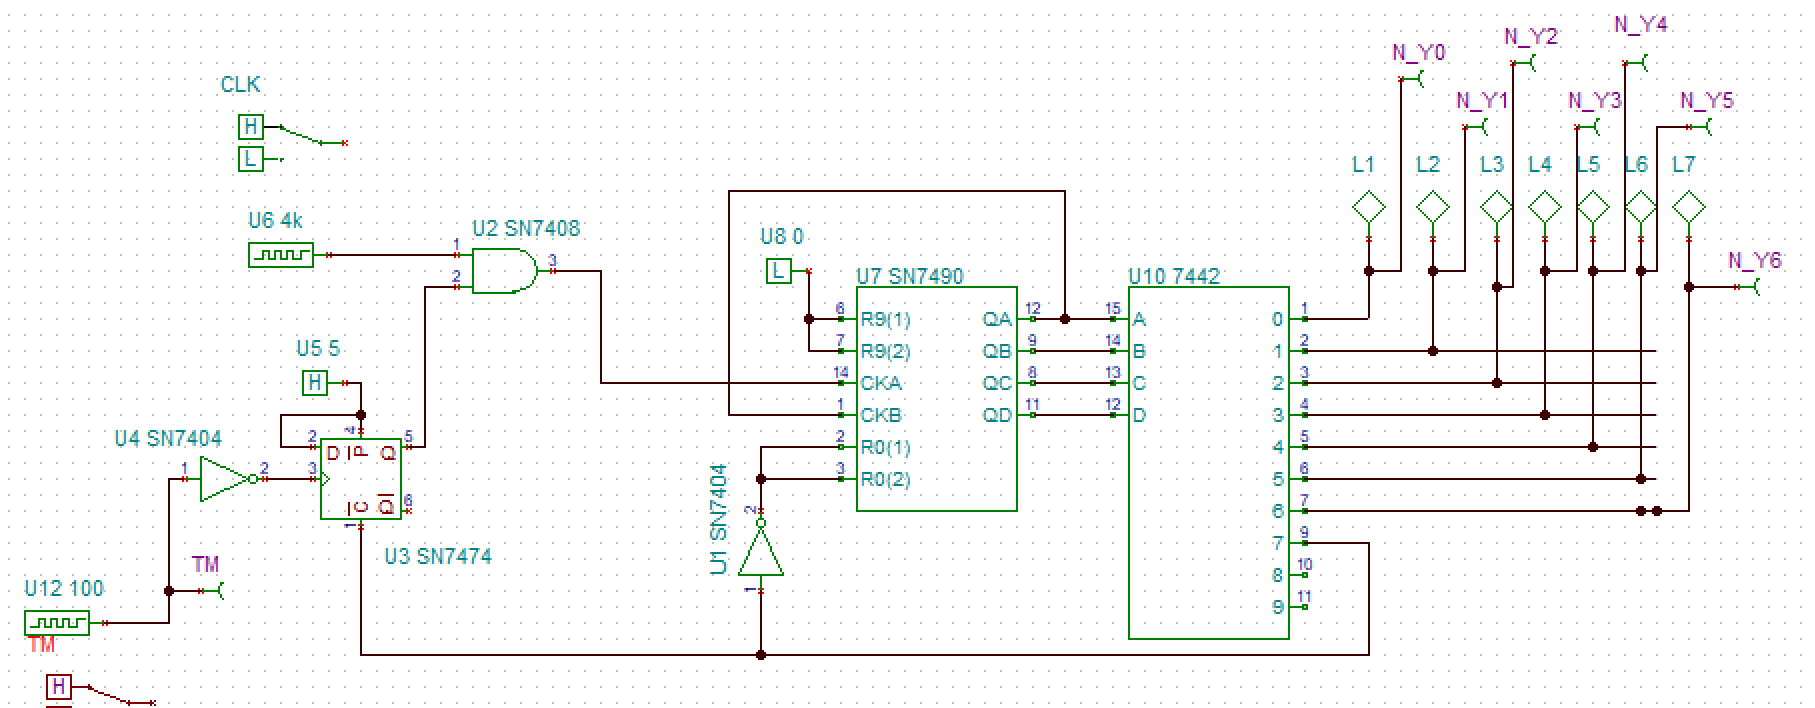 N_Y4
N_Y2
N_Y0
CLK
N_Y1
N_Y3
N_Y5
H
L
L1
L2
L3
L4
L5
L6
L7
U6 4k
U2 SN7408
1
2
3
U8 0
L
N_Y6
U7 SN7490
U10 7442
6 R9(1) QA 12
15 A 0 1
7 R9(2) QB 9
14 B 1 2
14 CKA QC 8
13 C 2 3
1 CKB QD 11
12 D 3 4
2 R0(1)
4 5
3 R0(2)
5 6
6 7
7 9
8 10
9 11
U5 5
H
U4 SN7404
1
2
2 D P Q 5
4
3
C Q 6
1
U3 SN7474
U1 SN7404
2
1
TM
U12 100
TM
H